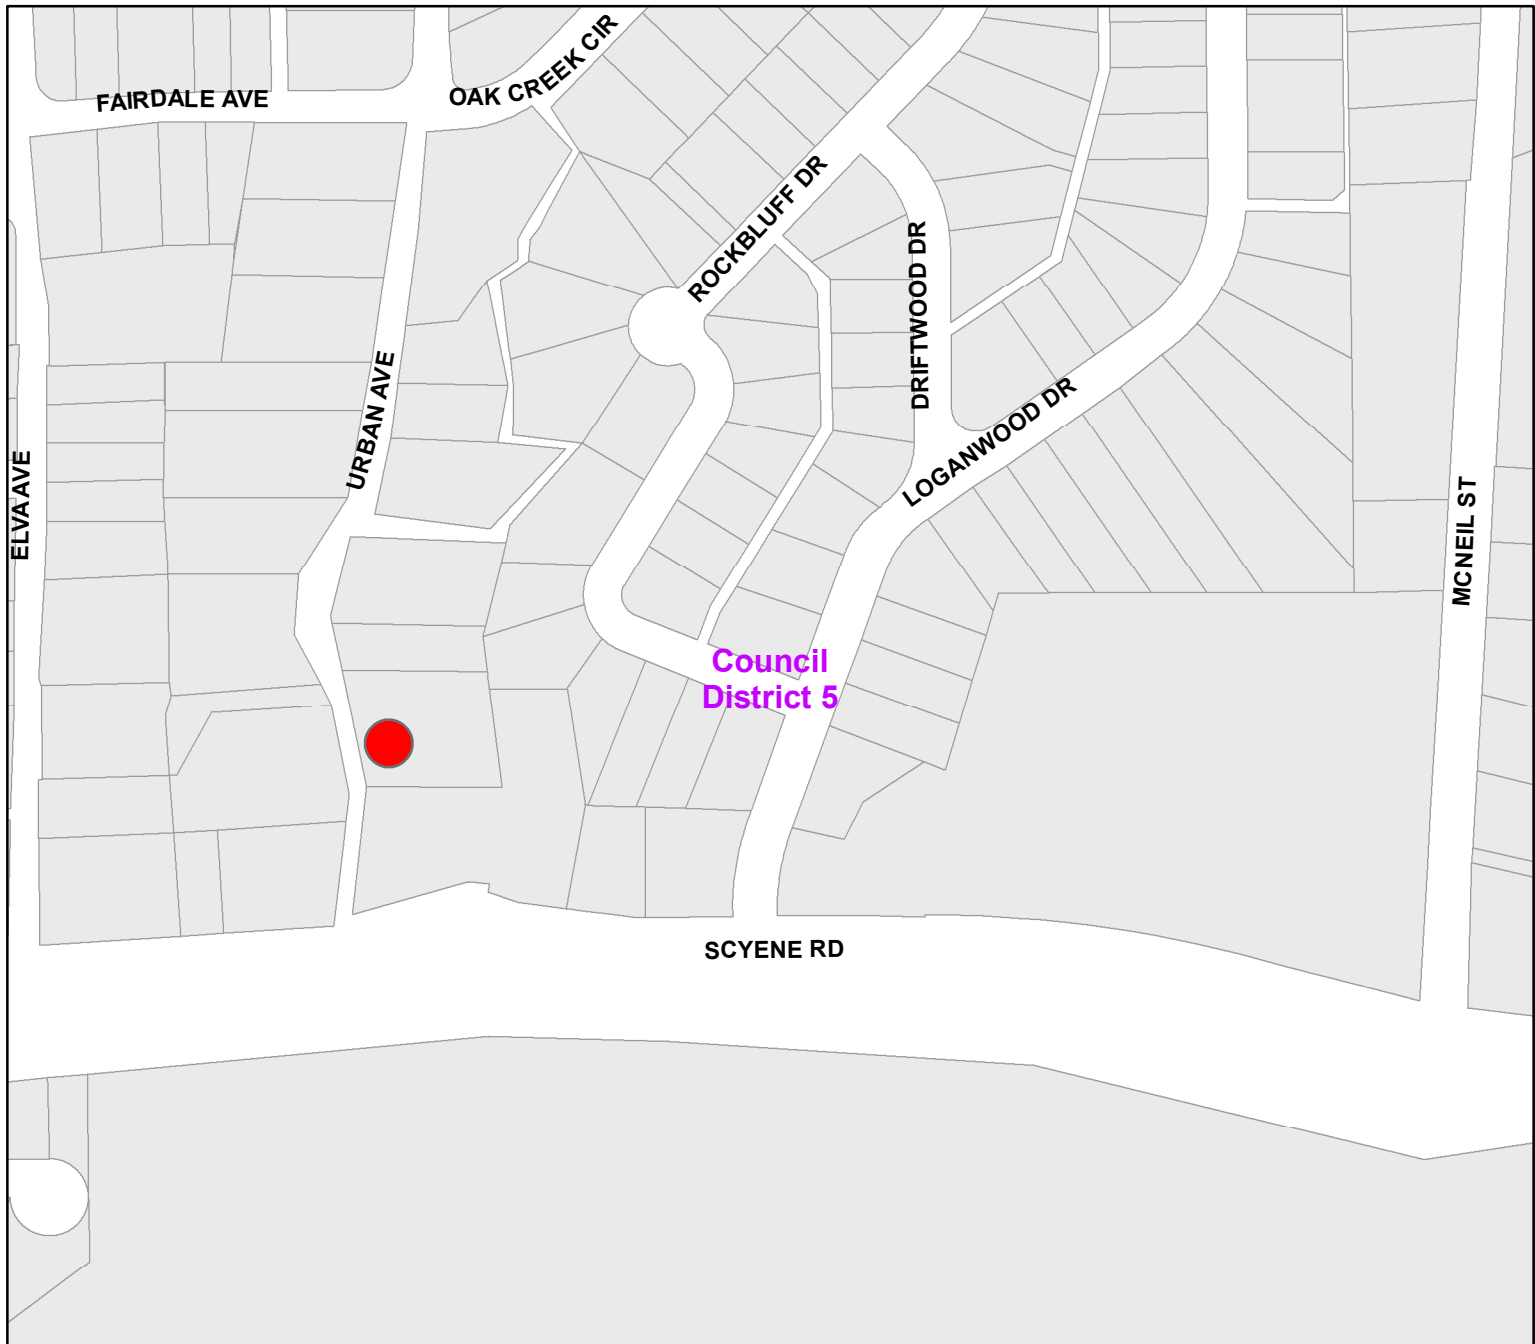 OAK CREEK CIR
FAIRDALE AVE
ROCKBLUFF DR
DRIFTWOOD DR
URBAN AVE
LOGANWOOD DR
ELVA AVE
MCNEIL ST
Council
District 5
SCYENE RD